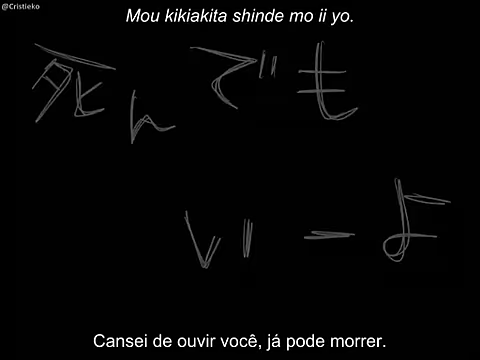 @Cristieko
Mou kikiakita shinde mo ii yo.
死んでも
いーよ
Cansei de ouvir você, já pode morrer.